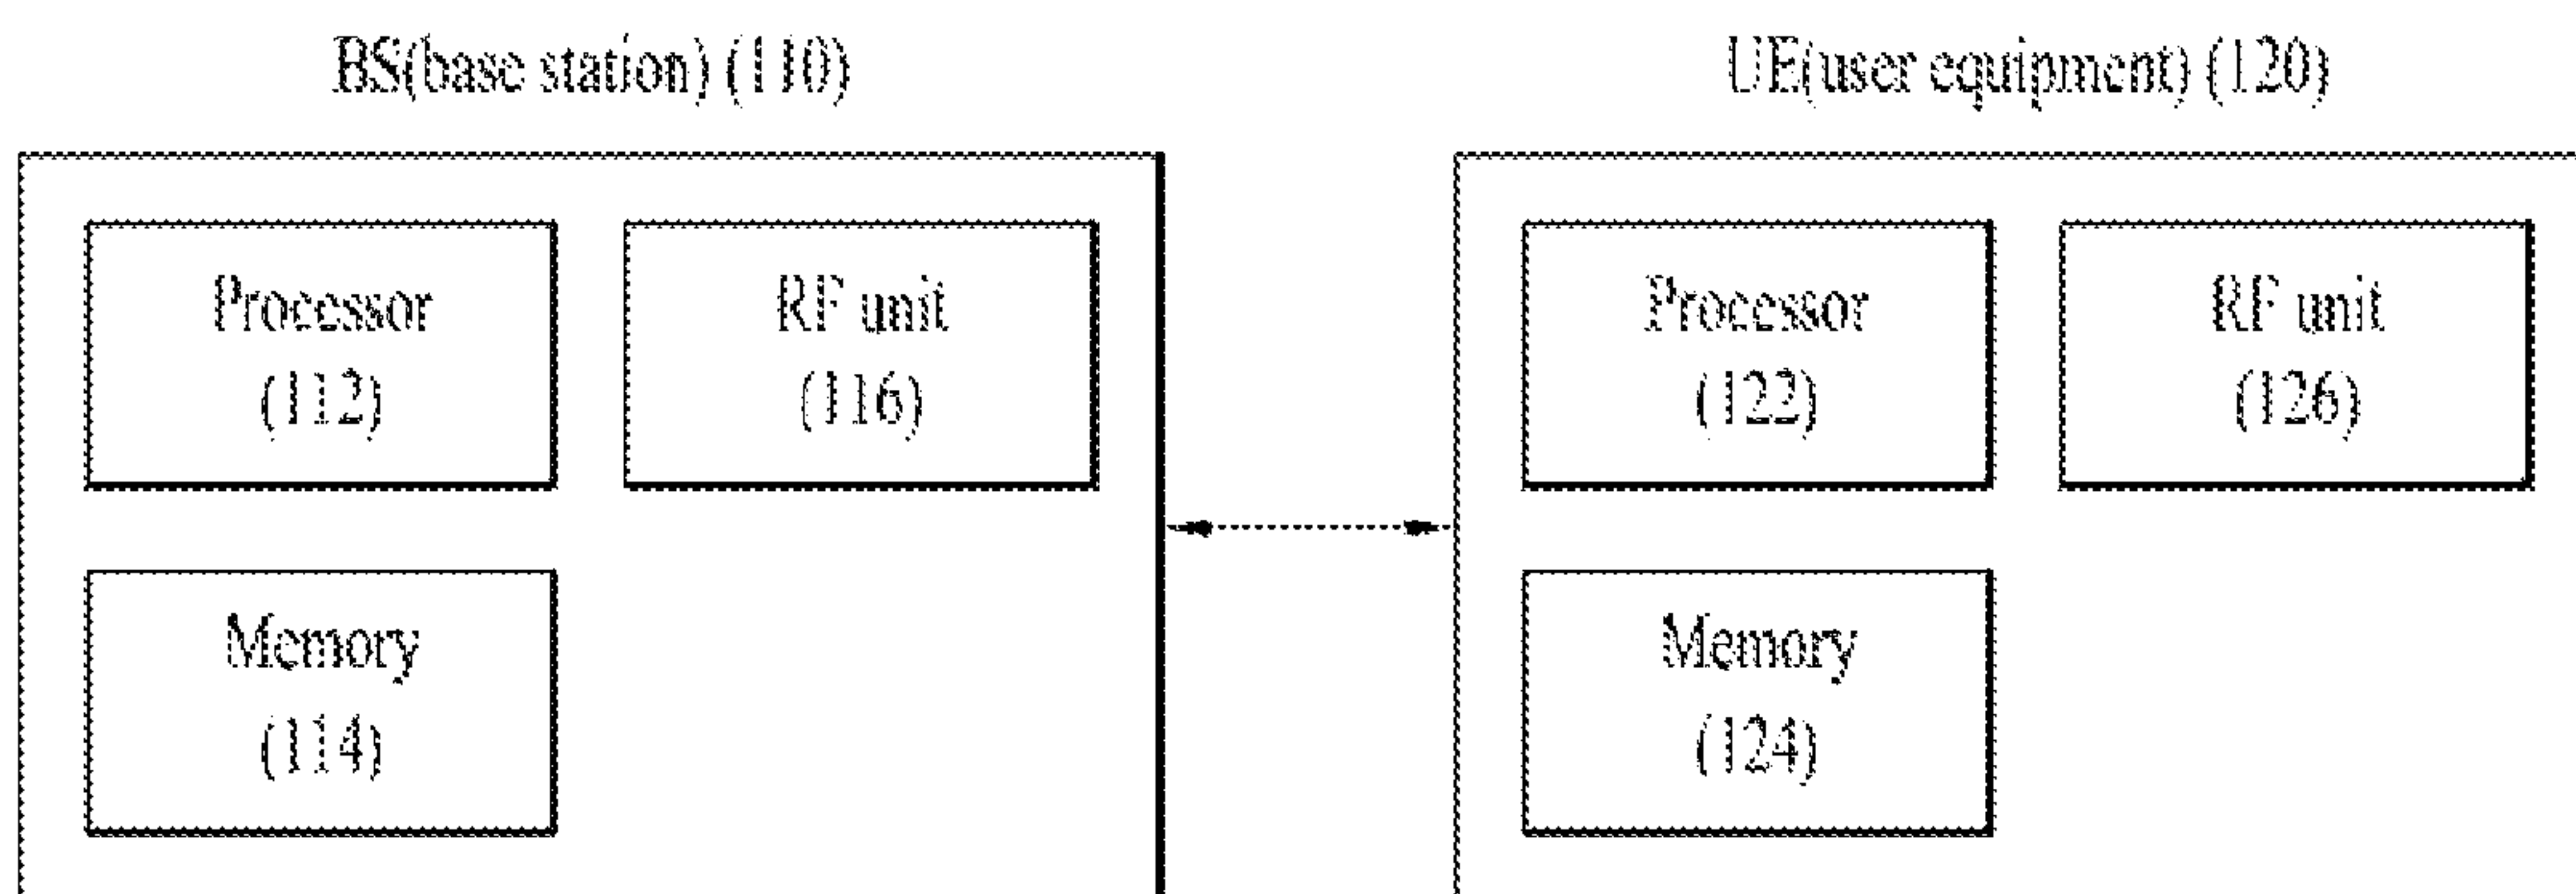 BS(base station) (110)
UE(user equipment) (120)
Processor
(112)
RF unit
(116)
Memory
(114)
Processor
(122)
RF unit
(126)
Memory
(124)